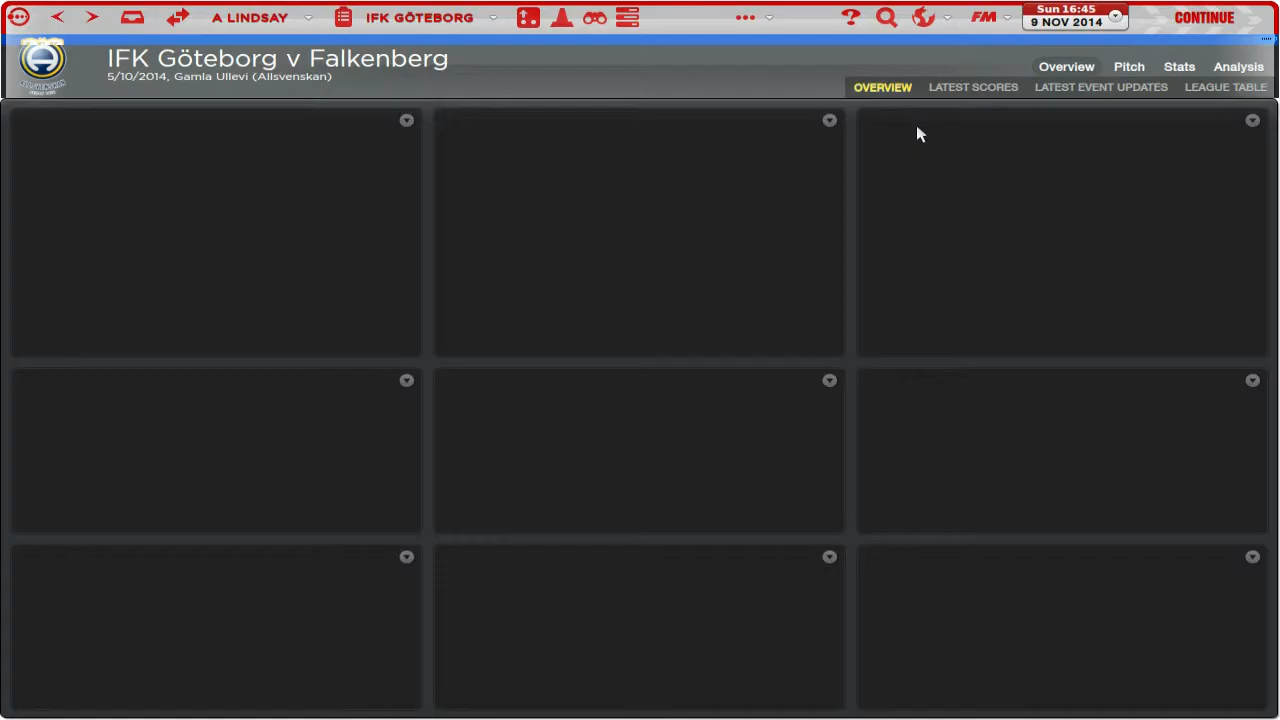 A LINDSAY
IFK GÖTEBORG
FM
Sun 16:45
9 NOV 2014
CONTINUE
IFK Göteborg v Falkenberg
5/10/2014, Gamla Ullevi (Allsvenskan)
Overview
Pitch
Stats
Analysis
OVERVIEW
LATEST SCORES
LATEST EVENT UPDATES
LEAGUE TABLE